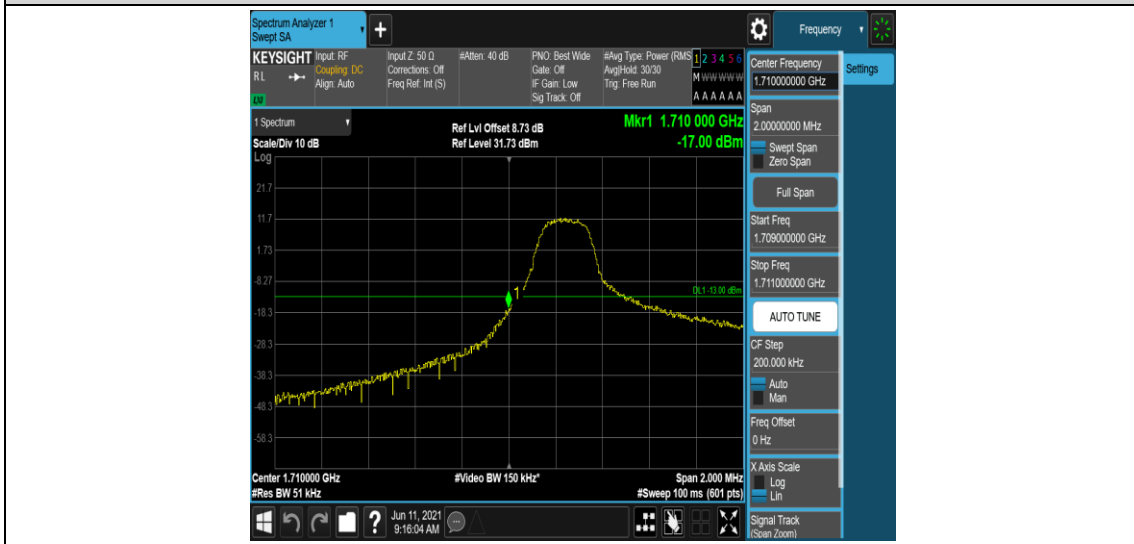 Spectrum Analyzer 1
Swept SA
+
Frequency
KEYSIGHT
RL
LXI
Input: RF
Coupling: DC
Align: Auto
Input Z: 50 Ω
Corrections: Off
Freq Ref: Int (S)
#Atten: 40 dB
PNO: Best Wide
Gate: Off
IF Gain: Low
Sig Track: Off
#Avg Type: Power (RMS
Avg|Hold: 30/30
Trig: Free Run
1 2 3 4 5 6
M W W W W W
A A A A A A
1 Spectrum
Scale/Div 10 dB
Log
Ref Lvl Offset 8.73 dB
Ref Level 31.73 dBm
Mkr1 1.710 000 GHz
-17.00 dBm
21.7
11.7
1.73
-8.27
-18.3
-28.3
-38.3
-48.3
-58.3
1
DL1 -13.00 dBm
Center 1.710000 GHz
#Res BW 51 kHz
#Video BW 150 kHz*
Span 2.000 MHz
#Sweep 100 ms (601 pts)
Center Frequency
1.710000000 GHz
Settings
Span
2.00000000 MHz
Swept Span
Zero Span
Full Span
Start Freq
1.709000000 GHz
Stop Freq
1.711000000 GHz
AUTO TUNE
CF Step
200.000 kHz
Auto
Man
Freq Offset
0 Hz
X Axis Scale
Log
Lin
Signal Track
(Span Zoom)
?
Jun 11, 2021
9:16:04 AM